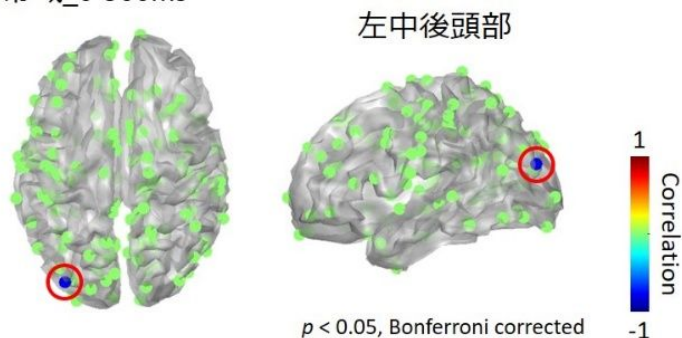 左中後頭部
1
Correlation
-1
p < 0.05, Bonferroni corrected